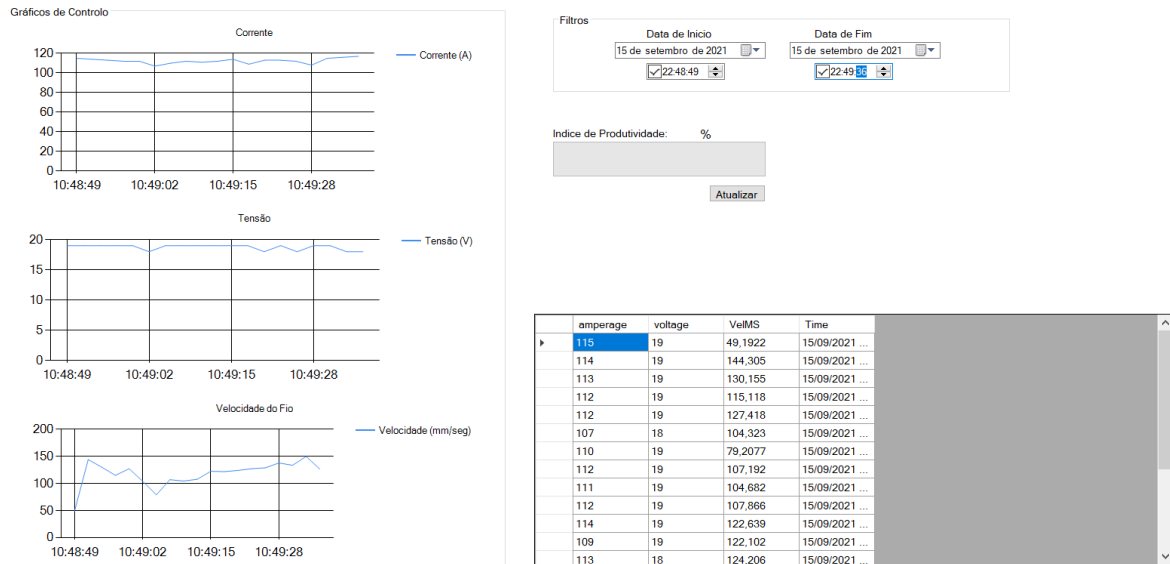 Gráficos de Controlo
Corrente
Corrente (A)
120
100
80
60
40
20
0
10:48:49 10:49:02 10:49:15 10:49:28
Tensão
Tensão (V)
20
15
10
5
0
10:48:49 10:49:02 10:49:15 10:49:28
Velocidade do Fio
Velocidade (mm/seg)
200
150
100
50
0
10:48:49 10:49:02 10:49:15 10:49:28
Filtros
Data de Inicio Data de Fim
15 de setembro de 2021 15 de setembro de 2021
22:48:49 22:49:36
Indice de Produtividade: %
Atualizar
amperage voltage VelMS Time
115 19 49,1922 15/09/2021 ...
114 19 144,305 15/09/2021 ...
113 19 130,155 15/09/2021 ...
112 19 115,118 15/09/2021 ...
112 19 127,418 15/09/2021 ...
107 18 104,323 15/09/2021 ...
110 19 79,2077 15/09/2021 ...
112 19 107,192 15/09/2021 ...
111 19 104,682 15/09/2021 ...
112 19 107,866 15/09/2021 ...
114 19 122,639 15/09/2021 ...
109 19 122,102 15/09/2021 ...
113 18 124,206 15/09/2021 ...